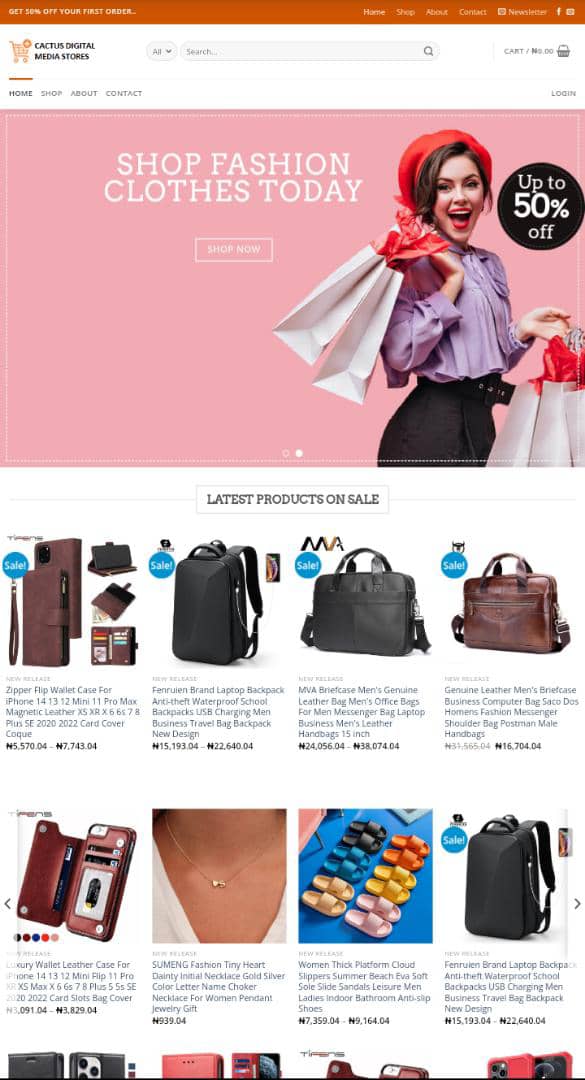 GET 50% OFF YOUR FIRST ORDER..
Home Shop About Contact Newsletter
CACTUS DIGITAL
MEDIA STORES
All
Search...
CART / ₦0.00
HOME SHOP ABOUT CONTACT
LOGIN
SHOP FASHION
CLOTHES TODAY
SHOP NOW
Up to
50%
off
LATEST PRODUCTS ON SALE
Sale!
NEW RELEASE
Zipper Flip Wallet Case For
iPhone 14 13 12 Mini 11 Pro Max
Magnetic Leather XS XR X 6 6s 7 8
Plus SE 2020 2022 Card Cover
Coque
₦5,570.04 – ₦7,743.04
Sale!
NEW RELEASE
Fenruien Brand Laptop Backpack
Anti-theft Waterproof School
Backpacks USB Charging Men
Business Travel Bag Backpack
New Design
₦15,193.04 – ₦22,640.04
MVA
Sale!
NEW RELEASE
MVA Briefcase Men's Genuine
Leather Bag Men's Office Bags
For Men Messenger Bag Laptop
Business Men's Leather
Handbags 15 inch
₦24,056.04 – ₦38,074.04
Sale!
NEW RELEASE
Genuine Leather Men's Briefcase
Business Computer Bag Saco Dos
Homens Fashion Messenger
Shoulder Bag Postman Male
Handbags
₦31,565.04 ₦16,704.04
NEW RELEASE
Luxury Wallet Leather Case For
iPhone 14 13 12 Mini Flip 11 Pro
XR XS Max X 6 6s 7 8 Plus 5 5s SE
2020 2022 Card Slots Bag Cover
₦3,091.04 – ₦3,829.04
NEW RELEASE
SUMENG Fashion Tiny Heart
Dainty Initial Necklace Gold Silver
Color Letter Name Choker
Necklace For Women Pendant
Jewelry Gift
₦939.04
NEW RELEASE
Women Thick Platform Cloud
Slippers Summer Beach Eva Soft
Sole Slide Sandals Leisure Men
Ladies Indoor Bathroom Anti-slip
Shoes
₦7,359.04 – ₦9,164.04
Sale!
NEW RELEASE
Fenruien Brand Laptop Backpack
Anti-theft Waterproof School
Backpacks USB Charging Men
Business Travel Bag Backpack
New Design
₦15,193.04 – ₦22,640.04